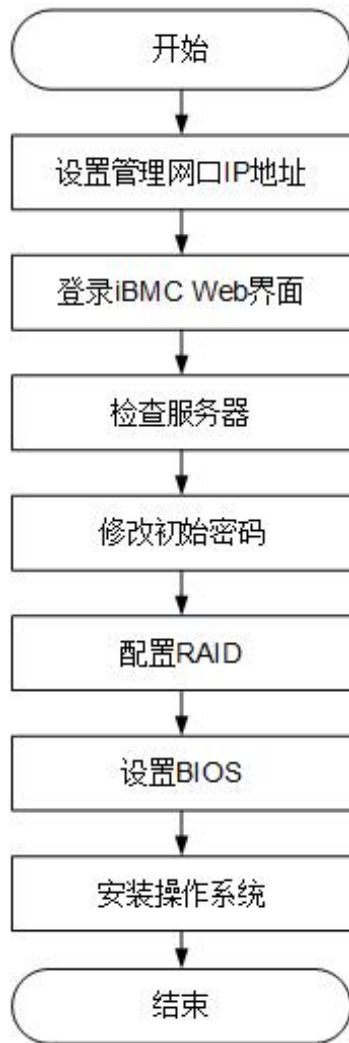 开始
设置管理网口IP地址
登录iBMC Web界面
检查服务器
修改初始密码
配置RAID
设置BIOS
安装操作系统
结束